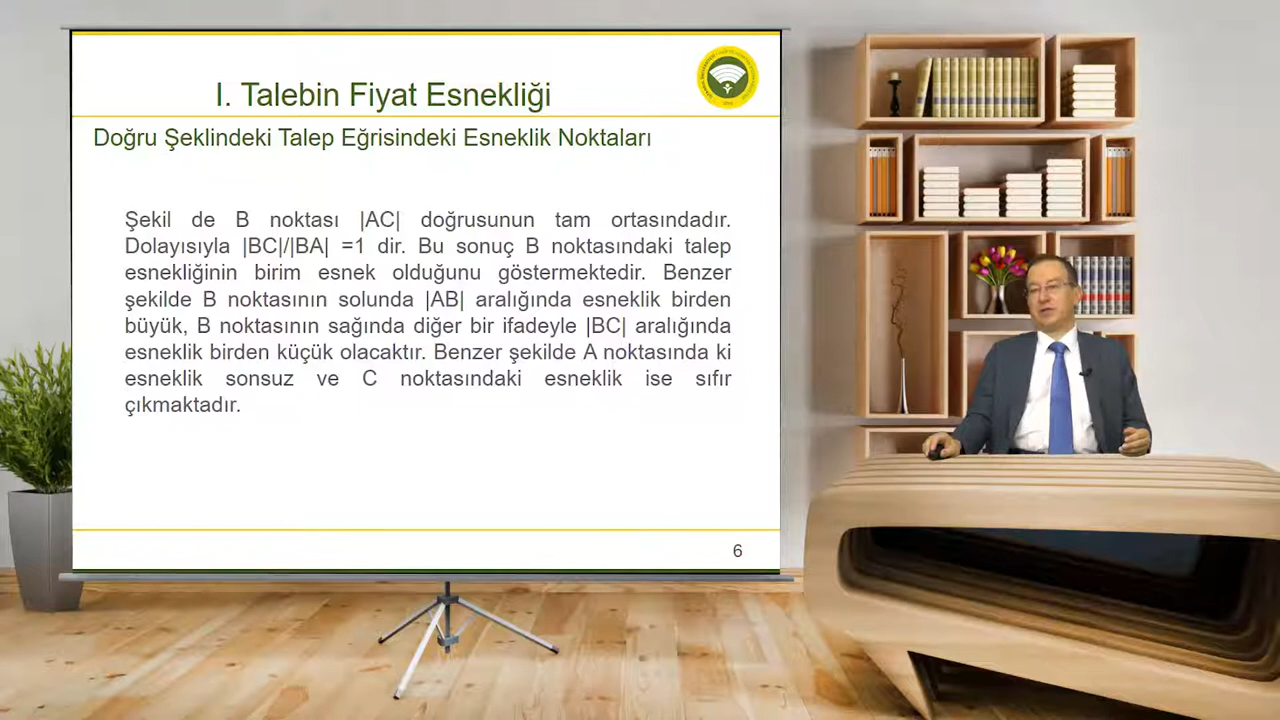 I. Talebin Fiyat Esnekliği
Doğru Şeklindeki Talep Eğrisindeki Esneklik Noktaları
Şekil de B noktası |AC| doğrusunun tam ortasındadır.
Dolayısıyla |BC|/|BA| =1 dir. Bu sonuç B noktasındaki talep
esnekliğinin birim esnek olduğunu göstermektedir. Benzer
şekilde B noktasının solunda |AB| aralığında esneklik birden
büyük, B noktasının sağında diğer bir ifadeyle |BC| aralığında
esneklik birden küçük olacaktır. Benzer şekilde A noktasında ki
esneklik sonsuz ve C noktasındaki esneklik ise sıfır
çıkmaktadır.
6